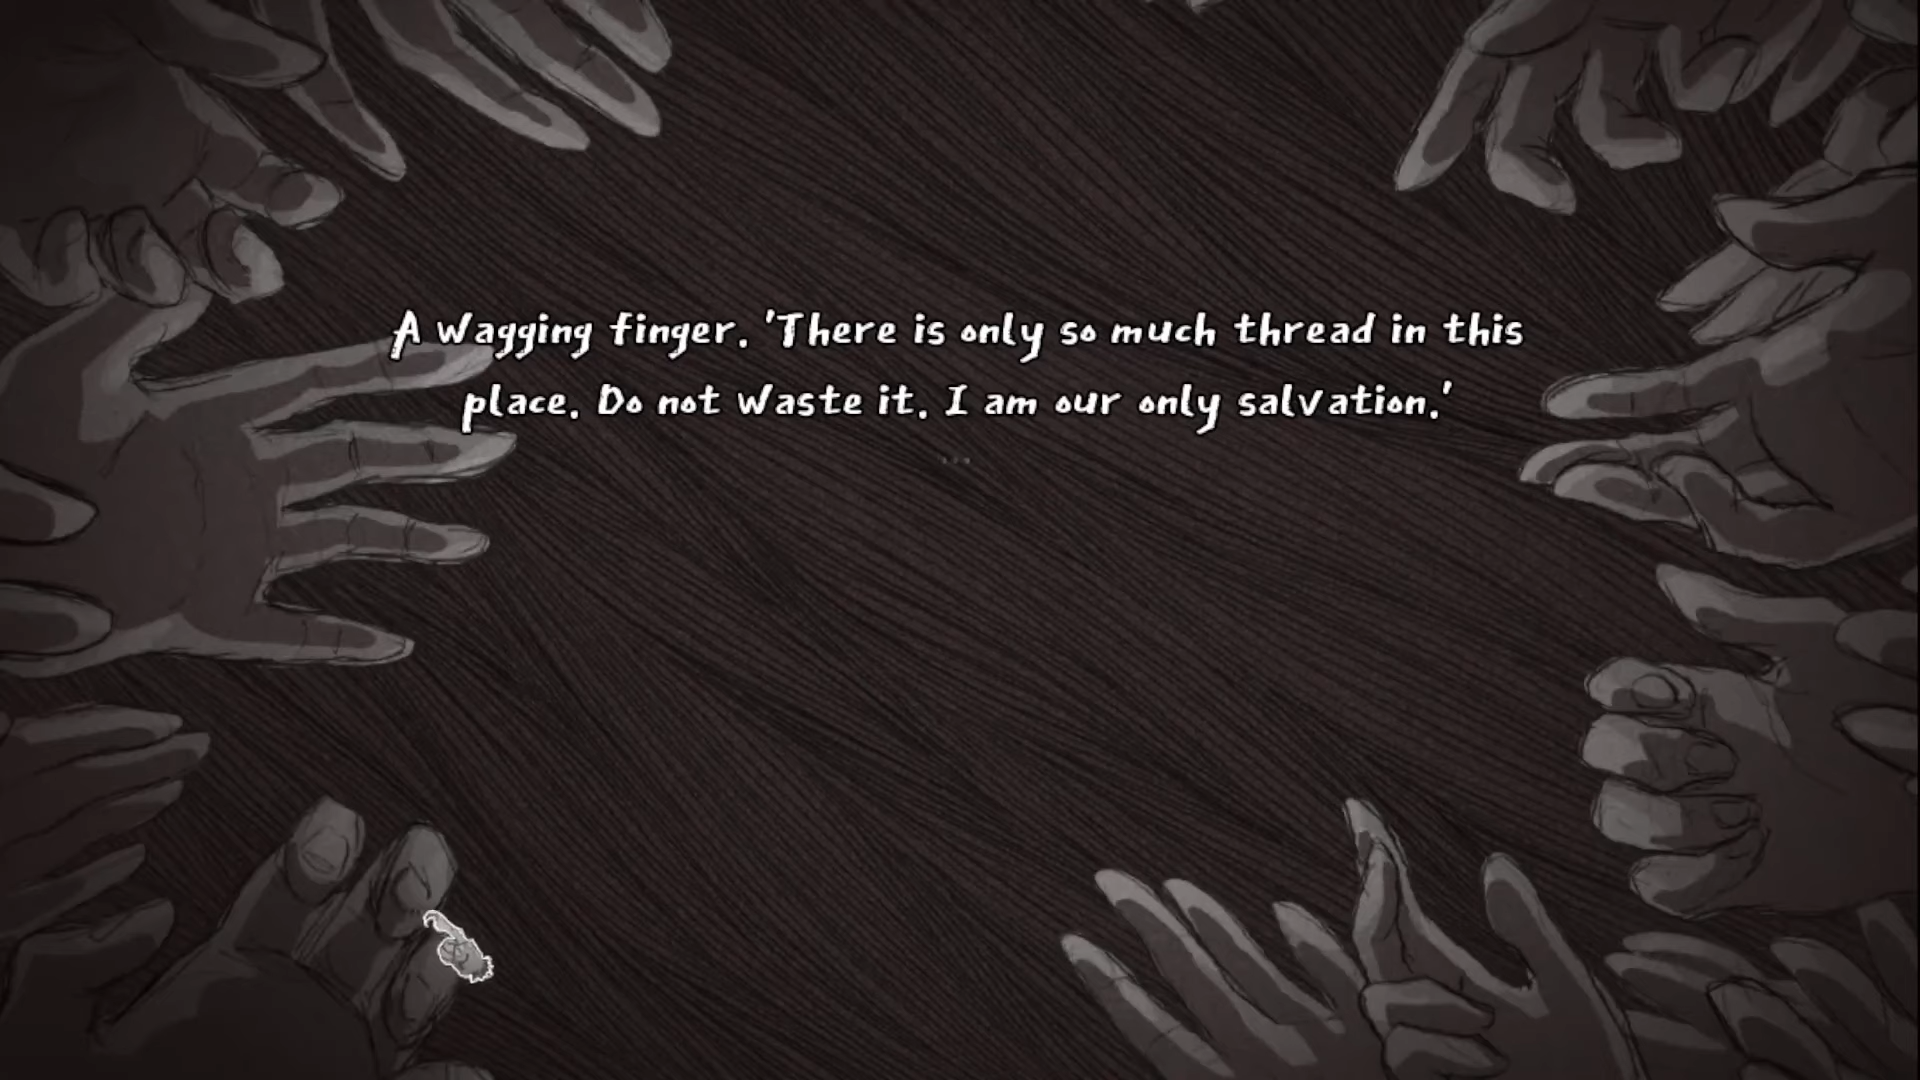 A wagging finger. 'There is only so much thread in this
place. Do not waste it. I am our only salvation.'
...